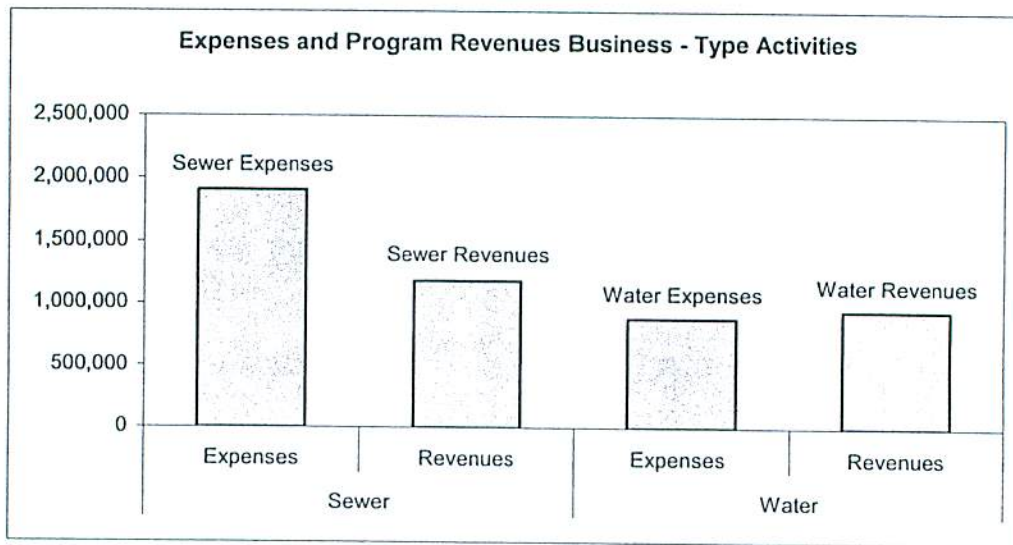 Expenses and Program Revenues Business - Type Activities
2,500,000
2,000,000
1,500,000
1,000,000
500,000
0
Sewer Expenses
Sewer Revenues
Water Expenses
Water Revenues
Expenses
Revenues
Expenses
Revenues
Sewer
Water